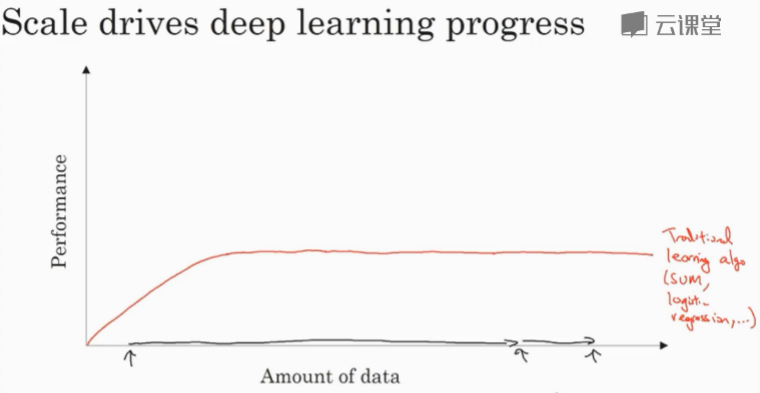 Scale drives deep learning progress
云课堂
Performance
Traditional
learning algo
(SVM,
logistic
regression,...)
Amount of data